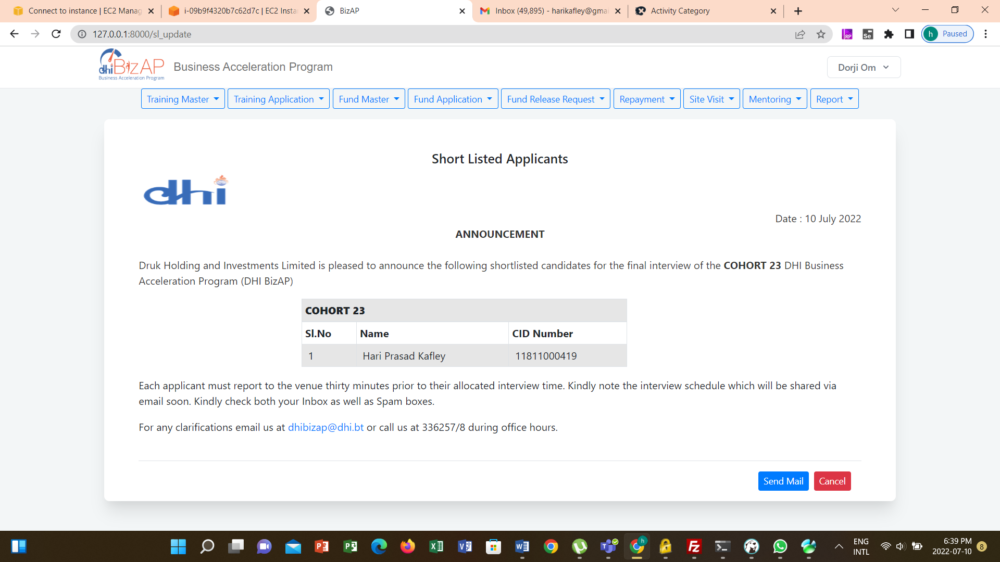 Connect to instance | EC2 Manag
i-09b9f4320b7c62d7c | EC2 Insta
BizAP
Inbox (49,895) - harikafley@gmai
Activity Category
127.0.0.1:8000/sl_update
RP
Se
h Paused
dhi BizAP
Business Acceleration Program
Business Acceleration Program
Dorji Om
Training Master
Training Application
Fund Master
Fund Application
Fund Release Request
Repayment
Site Visit
Mentoring
Report
Short Listed Applicants
dhi
Date : 10 July 2022
ANNOUNCEMENT
Druk Holding and Investments Limited is pleased to announce the following shortlisted candidates for the final interview of the COHORT 23 DHI Business
Acceleration Program (DHI BizAP)
COHORT 23
Sl.No Name CID Number
1 Hari Prasad Kafley 11811000419
Each applicant must report to the venue thirty minutes prior to their allocated interview time. Kindly note the interview schedule which will be shared via
email soon. Kindly check both your Inbox as well as Spam boxes.
For any clarifications email us at dhibizap@dhi.bt or call us at 336257/8 during office hours.
Send Mail Cancel
ENG
INTL
6:39 PM
2022-07-10
8